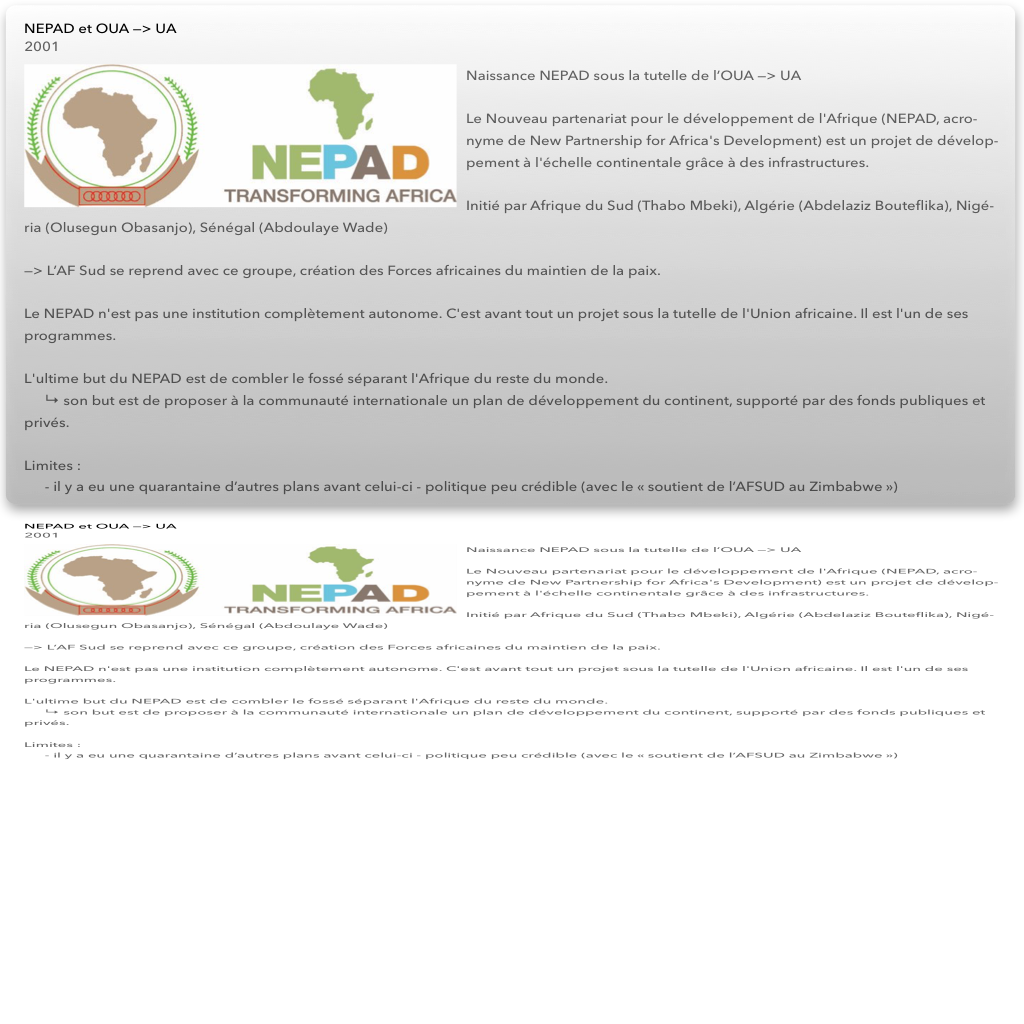 NEPAD et OUA —> UA
2001
Naissance NEPAD sous la tutelle de l’OUA —> UA
Le Nouveau partenariat pour le développement de l'Afrique (NEPAD, acro-
nyme de New Partnership for Africa's Development) est un projet de dévelop-
pement à l'échelle continentale grâce à des infrastructures.
NEPAD
TRANSFORMING AFRICA
Initié par Afrique du Sud (Thabo Mbeki), Algérie (Abdelaziz Bouteflika), Nigé-
ria (Olusegun Obasanjo), Sénégal (Abdoulaye Wade)
—> L’AF Sud se reprend avec ce groupe, création des Forces africaines du maintien de la paix.
Le NEPAD n'est pas une institution complètement autonome. C'est avant tout un projet sous la tutelle de l'Union africaine. Il est l'un de ses
programmes.
L'ultime but du NEPAD est de combler le fossé séparant l'Afrique du reste du monde.
↳ son but est de proposer à la communauté internationale un plan de développement du continent, supporté par des fonds publiques et
privés.
Limites :
- il y a eu une quarantaine d’autres plans avant celui-ci - politique peu crédible (avec le « soutient de l’AFSUD au Zimbabwe »)
NEPAD et OUA —> UA
2001
Naissance NEPAD sous la tutelle de l’OUA —> UA
Le Nouveau partenariat pour le développement de l'Afrique (NEPAD, acro-
nyme de New Partnership for Africa's Development) est un projet de dévelop-
pement à l'échelle continentale grâce à des infrastructures.
NEPAD
TRANSFORMING AFRICA
Initié par Afrique du Sud (Thabo Mbeki), Algérie (Abdelaziz Bouteflika), Nigé-
ria (Olusegun Obasanjo), Sénégal (Abdoulaye Wade)
—> L’AF Sud se reprend avec ce groupe, création des Forces africaines du maintien de la paix.
Le NEPAD n'est pas une institution complètement autonome. C'est avant tout un projet sous la tutelle de l'Union africaine. Il est l'un de ses
programmes.
L'ultime but du NEPAD est de combler le fossé séparant l'Afrique du reste du monde.
↳ son but est de proposer à la communauté internationale un plan de développement du continent, supporté par des fonds publiques et
privés.
Limites :
- il y a eu une quarantaine d’autres plans avant celui-ci - politique peu crédible (avec le « soutient de l’AFSUD au Zimbabwe »)